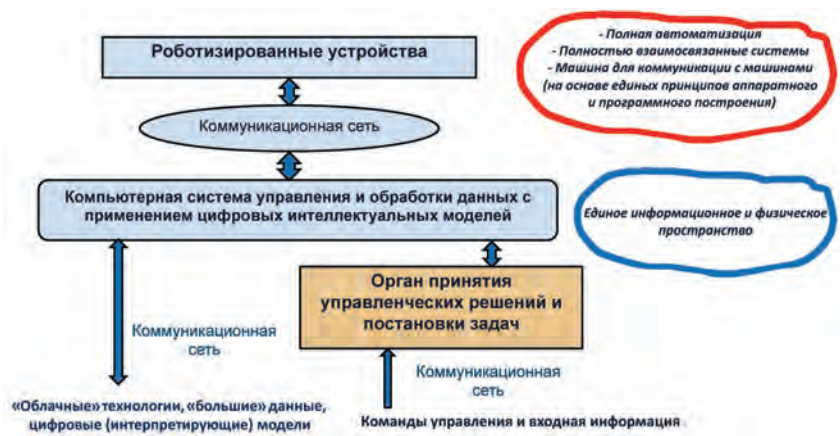 Роботизированные устройства
- Полная автоматизация
- Полностью взаимосвязанные системы
- Машина для коммуникации с машинами
(на основе единых принципов аппаратного
и программного построения)
Коммуникационная сеть
Компьютерная система управления и обработки данных с
применением цифровых интеллектуальных моделей
Единое информационное и физическое
пространство
Орган принятия
управленческих решений и
постановки задач
Коммуникационная
сеть
Коммуникационная
сеть
«Облачные» технологии, «большие» данные,
цифровые (интерпретирующие) модели
Команды управления и входная информация